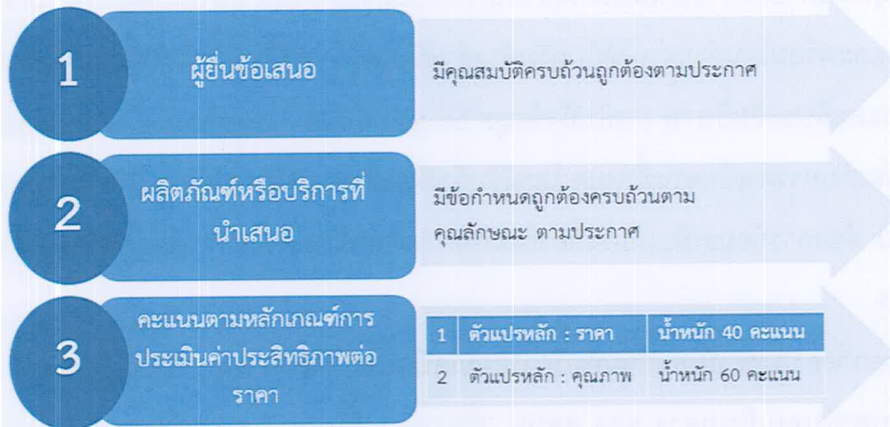 1
ผู้ยื่นข้อเสนอ
มีคุณสมบัติครบถ้วนถูกต้องตามประกาศ
2
ผลิตภัณฑ์หรือบริการที่
นำเสนอ
มีข้อกำหนดถูกต้องครบถ้วนตาม
คุณลักษณะ ตามประกาศ
3
คะแนนตามหลักเกณฑ์การ
ประเมินค่าประสิทธิภาพต่อ
ราคา
1 ตัวแปรหลัก : ราคา น้ำหนัก 40 คะแนน
2 ตัวแปรหลัก : คุณภาพ น้ำหนัก 60 คะแนน